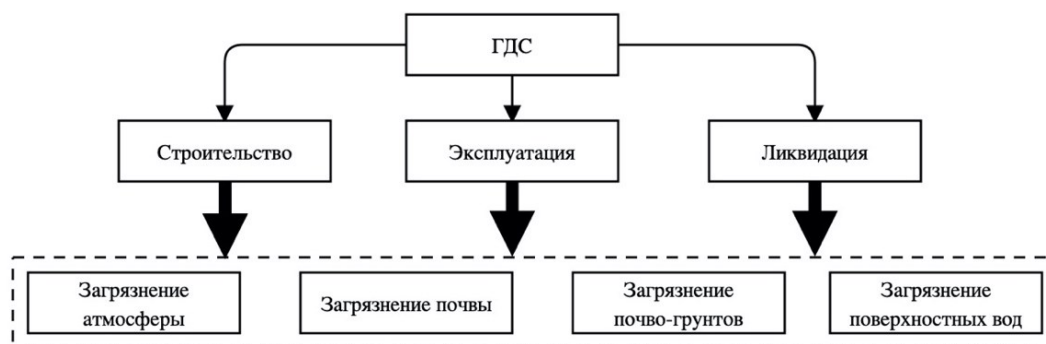 ГДС
Строительство
Эксплуатация
Ликвидация
Загрязнение
атмосферы
Загрязнение почвы
Загрязнение
почво-грунтов
Загрязнение
поверхностных вод